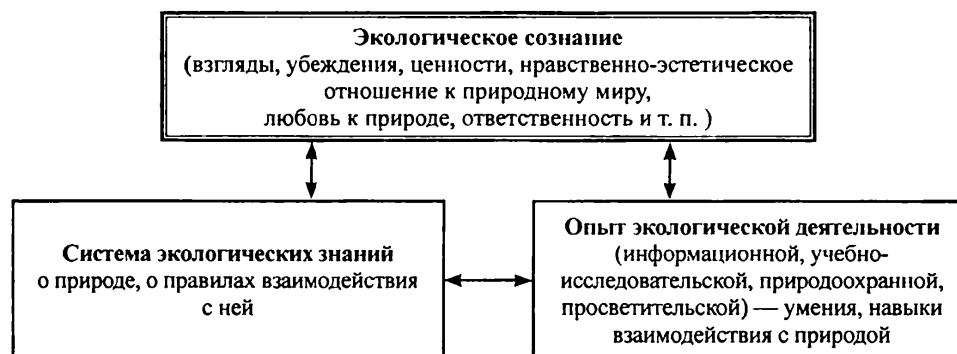 Экологическое сознание
(взгляды, убеждения, ценности, нравственно-эстетическое
отношение к природному миру,
любовь к природе, ответственность и т. п. )
Система экологических знаний
о природе, о правилах взаимодействия
с ней
Опыт экологической деятельности
(информационной, учебно-
исследовательской, природоохранной,
просветительской) — умения, навыки
взаимодействия с природой